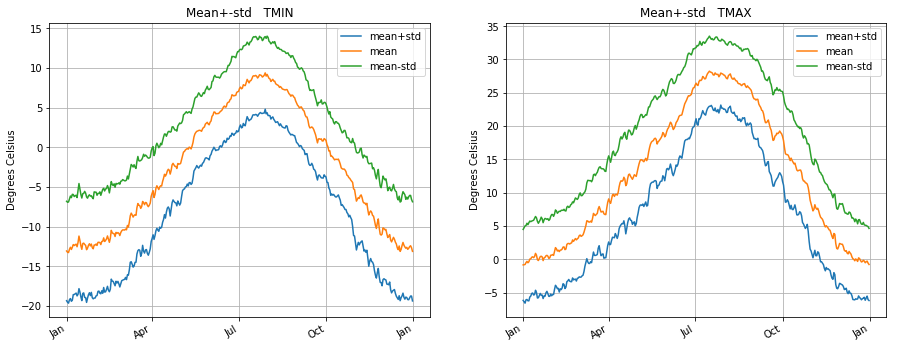 Mean+-std   TMIN
Degrees Celsius
15
10
5
0
−5
−10
−15
−20
mean+std
mean
mean-std
Jan
Apr
Jul
Oct
Jan
Mean+-std   TMAX
Degrees Celsius
35
30
25
20
15
10
5
0
−5
mean+std
mean
mean-std
Jan
Apr
Jul
Oct
Jan